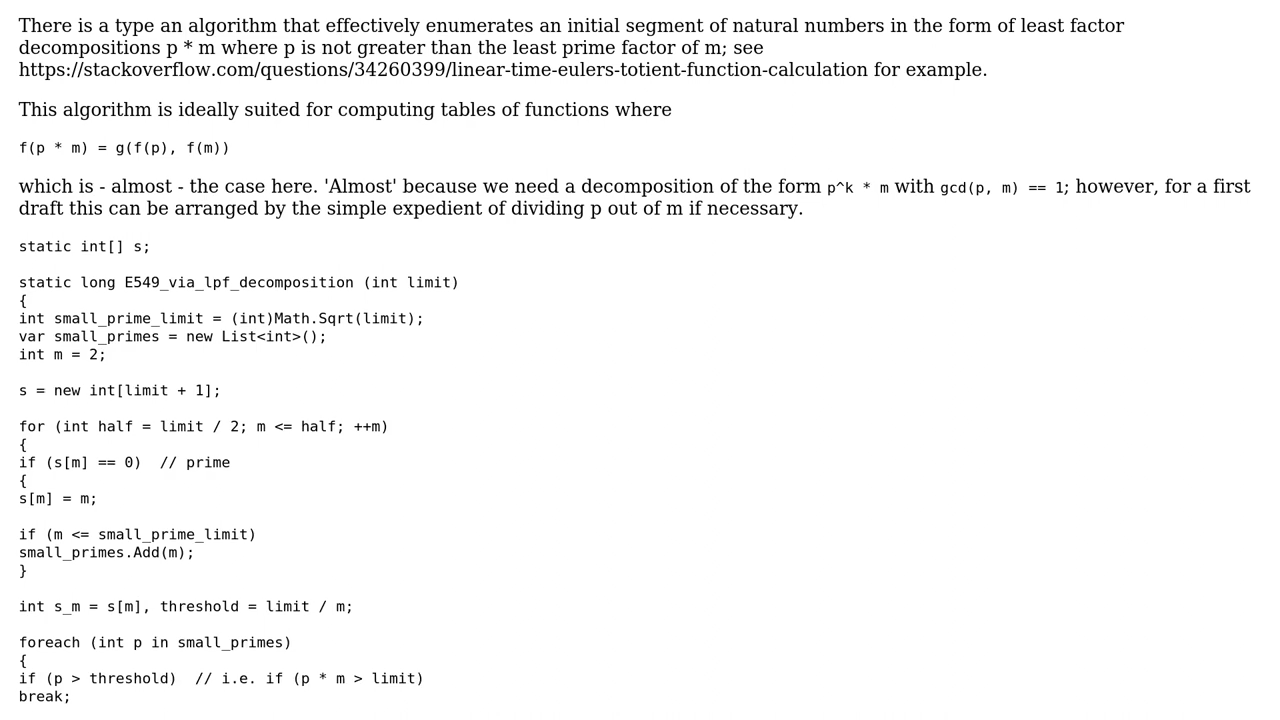 There is a type an algorithm that effectively enumerates an initial segment of natural numbers in the form of least factor
decompositions p * m where p is not greater than the least prime factor of m; see
https://stackoverflow.com/questions/34260399/linear-time-eulers-totient-function-calculation for example.
This algorithm is ideally suited for computing tables of functions where
f(p * m) = g(f(p), f(m))
which is - almost - the case here. 'Almost' because we need a decomposition of the form p^k * m with gcd(p, m) == 1; however, for a first
draft this can be arranged by the simple expedient of dividing p out of m if necessary.
static int[] s;
static long E549_via_lpf_decomposition (int limit)
{
int small_prime_limit = (int)Math.Sqrt(limit);
var small_primes = new List<int>();
int m = 2;
s = new int[limit + 1];
for (int half = limit / 2; m <= half; ++m)
{
if (s[m] == 0)  // prime
{
s[m] = m;
if (m <= small_prime_limit)
small_primes.Add(m);
}
int s_m = s[m], threshold = limit / m;
foreach (int p in small_primes)
{
if (p > threshold)  // i.e. if (p * m > limit)
break;